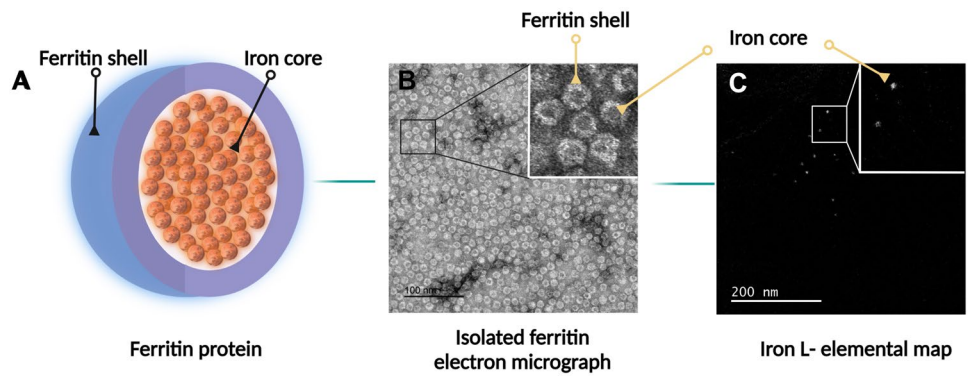 Ferritin shell
Iron core
A
Ferritin protein
Ferritin shell
Iron core
B
100 nm
Isolated ferritin
electron micrograph
C
200 nm
Iron L- elemental map